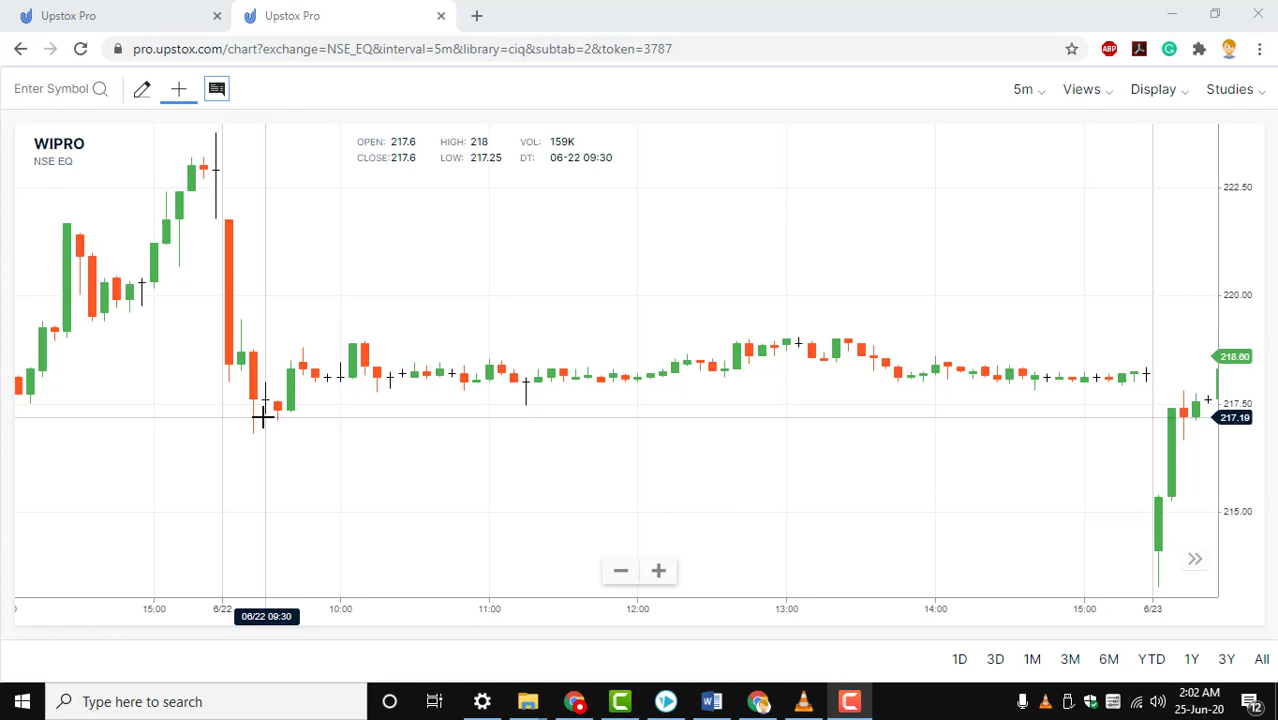 Upstox Pro
Upstox Pro
pro.upstox.com/chart?exchange=NSE_EQ&interval=5m&library=ciq&subtab=2&token=3787
ABP
Enter Symbol
5m
Views
Display
Studies
WIPRO
NSE EQ
OPEN: 217.6 HIGH: 218 VOL: 159K
CLOSE:217.6 LOW: 217.25 DT: 06-22 09:30
222.50
220.00
218.60
217.50
217.19
215.00
15:00 6/22 10:00 11:00 12:00 13:00 14:00 15:00 6/23
06/22 09:30
1D 3D 1M 3M 6M YTD 1Y 3Y All
Type here to search
2:02 AM
25-Jun-20
12